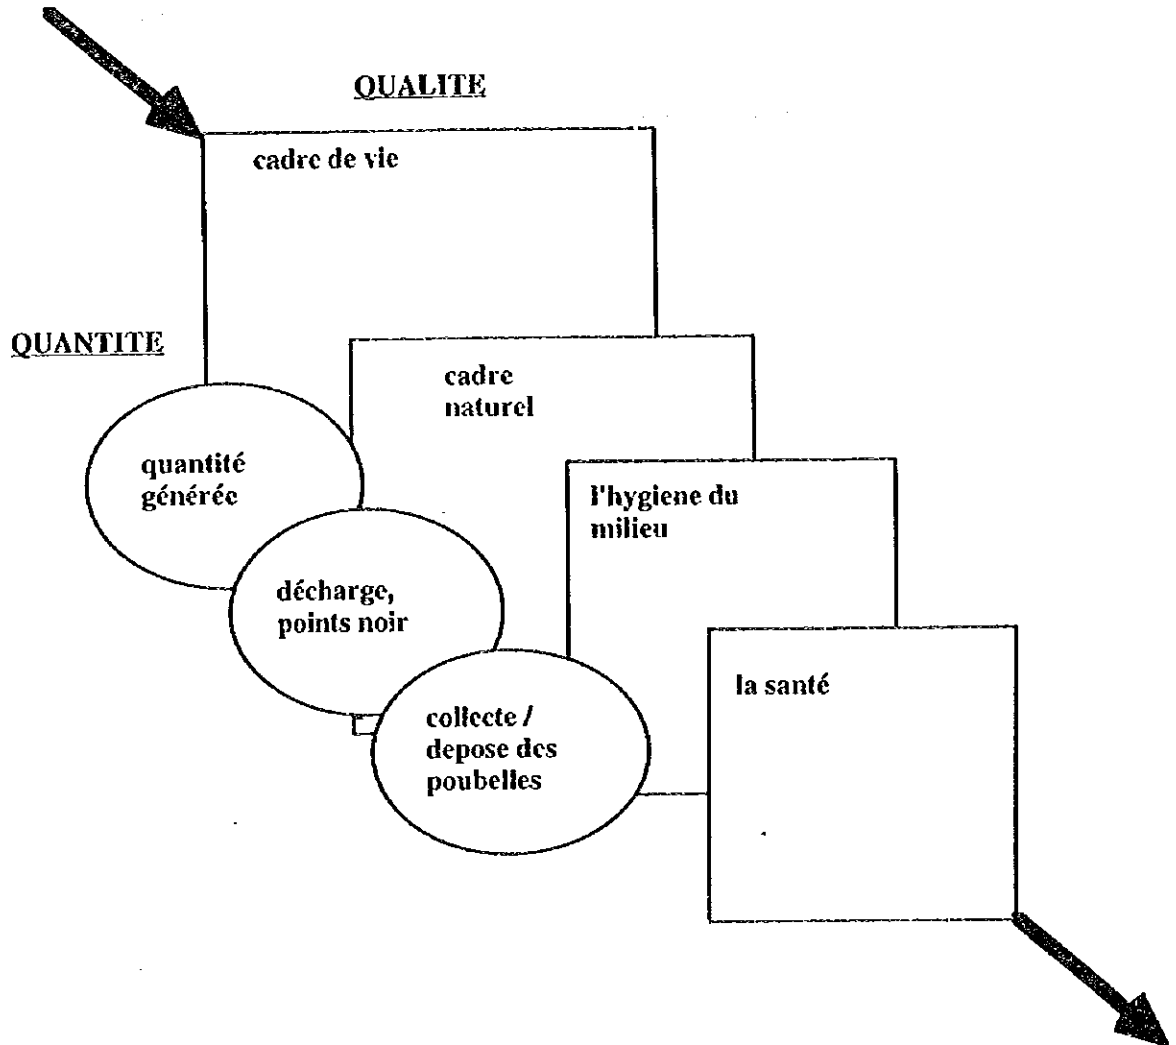 QUALITE
cadre de vie
QUANTITE
cadre
naturel
quantité
générée
l'hygiene du
milieu
décharge,
points noir
la santé
collecte /
depose des
poubelles